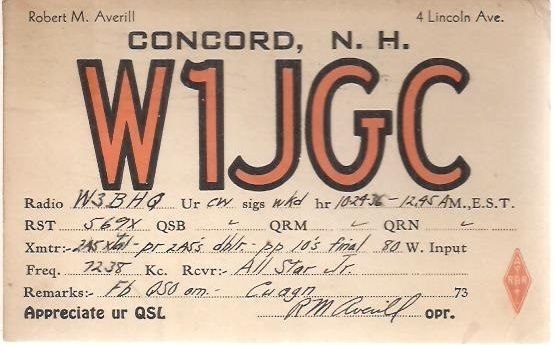 Robert M. Averill 4 Lincoln Ave.
CONCORD, N. H.
W1JGC
Radio W3BHQ Ur cw sigs wkd hr 10-24-36 - 12,45 AM., E.S.T.
RST 569X QSB QRM QRN
Xmtr:- 2A5 xtal - pr 2A5's dblr - pp 10's final 80 W. Input
Freq. 7238 Kc. Rcvr:- All Star Jr.
Remarks:- Fb QSO om - Cuagn 73
Appreciate ur QSL RM Averill opr.